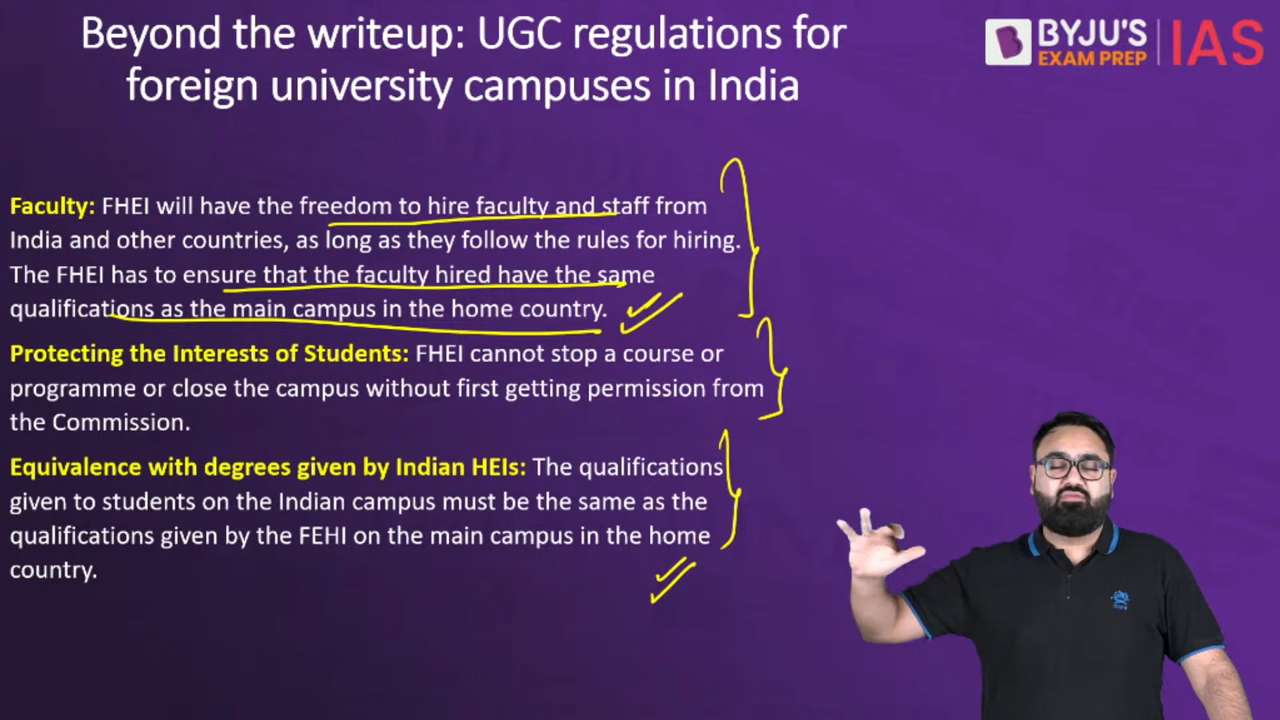 Beyond the writeup: UGC regulations for
foreign university campuses in India
BYJU'S
EXAM PREP
IAS
Faculty: FHEI will have the freedom to hire faculty and staff from
India and other countries, as long as they follow the rules for hiring.
The FHEI has to ensure that the faculty hired have the same
qualifications as the main campus in the home country.
Protecting the Interests of Students: FHEI cannot stop a course or
programme or close the campus without first getting permission from
the Commission.
Equivalence with degrees given by Indian HEIs: The qualifications
given to students on the Indian campus must be the same as the
qualifications given by the FEHI on the main campus in the home
country.